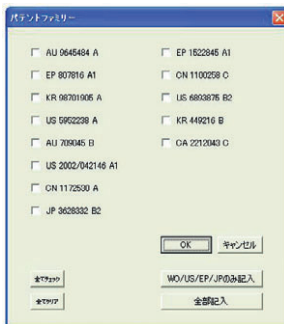 パテントファミリー
AU 9645484 A
EP 807816 A1
KR 98701905 A
US 5952238 A
AU 709045 B
US 2002/042146 A1
CN 1172530 A
JP 3628332 B2
EP 1522845 A1
CN 1100258 C
US 6893876 B2
KR 449216 B
CA 2212043 C
OK
キャンセル
全てチェック
WO/US/EP/JPのみ記入
全てクリア
全部記入